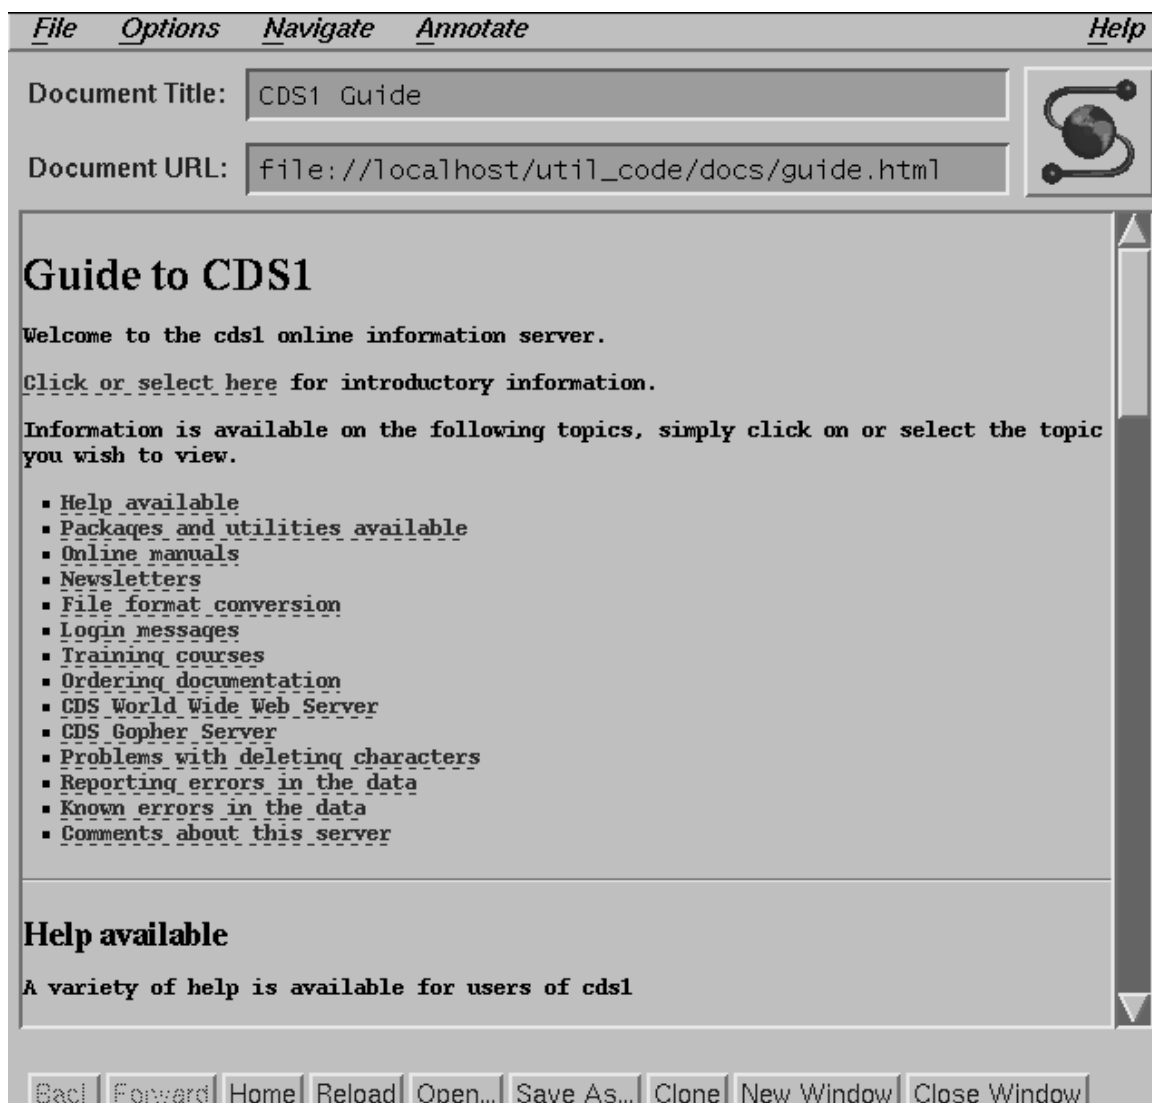 File Options Navigate Annotate Help
Document Title: CDS1 Guide
Document URL: file://localhost/util_code/docs/guide.html
Guide to CDS1
Welcome to the cds1 online information server.
Click or select here for introductory information.
Information is available on the following topics, simply click on or select the topic
you wish to view.
Help available
Packages and utilities available
Online manuals
Newsletters
File format conversion
Login messages
Training courses
Ordering documentation
CDS World Wide Web Server
CDS Gopher Server
Problems with deleting characters
Reporting errors in the data
Known errors in the data
Comments about this server
Help available
A variety of help is available for users of cds1
Forward Home Reload Open... Save As... Clone New Window Close Window